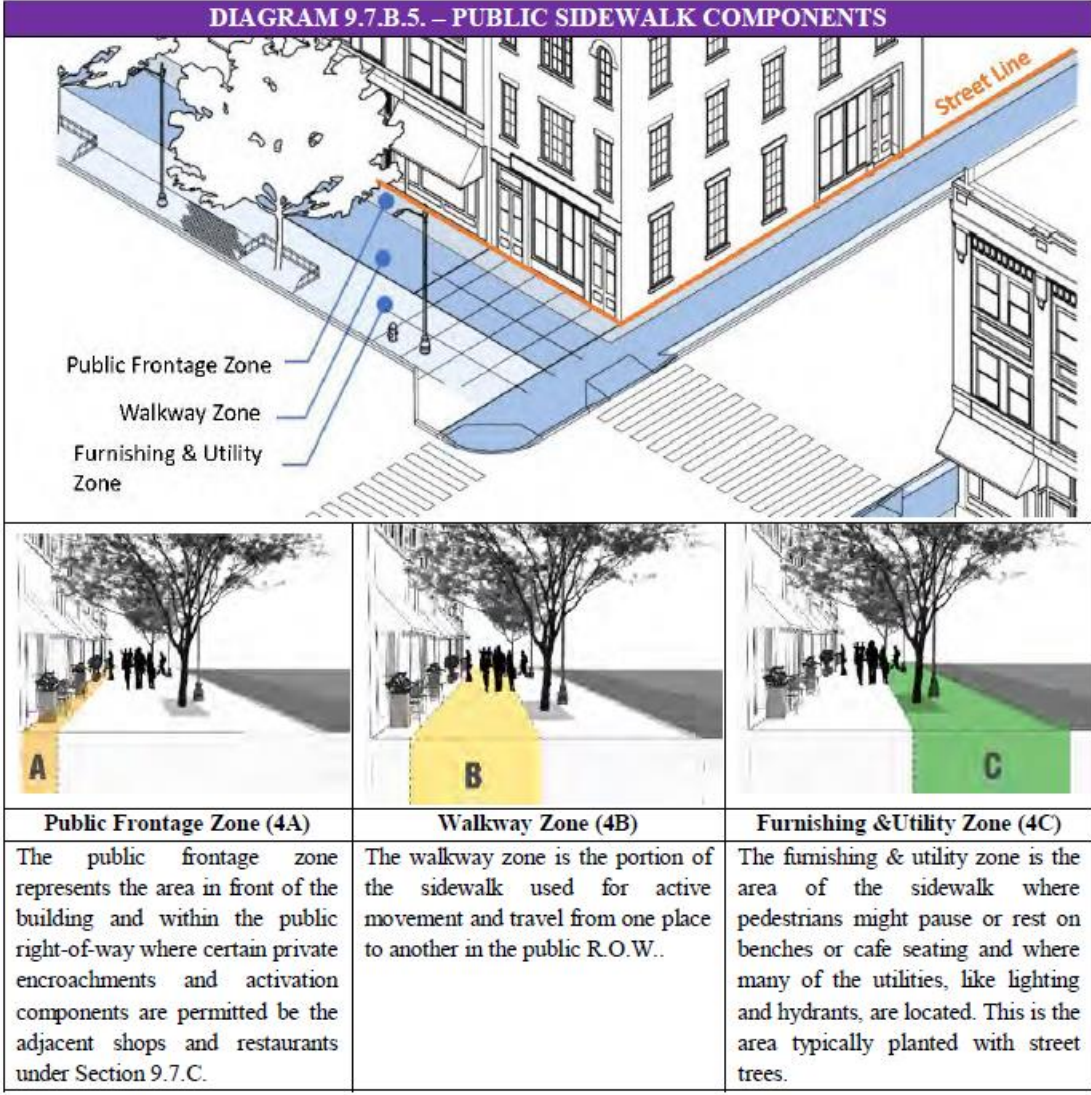 DIAGRAM 9.7.B.5. – PUBLIC SIDEWALK COMPONENTS
Street Line
Public Frontage Zone
Walkway Zone
Furnishing & Utility
Zone
A
B
C
Public Frontage Zone (4A)
The public frontage zone
represents the area in front of the
building and within the public
right-of-way where certain private
encroachments and activation
components are permitted be the
adjacent shops and restaurants
under Section 9.7.C.
Walkway Zone (4B)
The walkway zone is the portion of
the sidewalk used for active
movement and travel from one place
to another in the public R.O.W..
Furnishing &Utility Zone (4C)
The furnishing & utility zone is the
area of the sidewalk where
pedestrians might pause or rest on
benches or cafe seating and where
many of the utilities, like lighting
and hydrants, are located. This is the
area typically planted with street
trees.